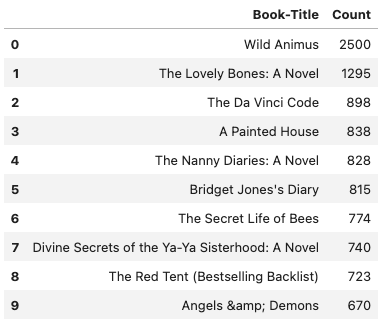 Book-Title Count
0 Wild Animus 2500
1 The Lovely Bones: A Novel 1295
2 The Da Vinci Code 898
3 A Painted House 838
4 The Nanny Diaries: A Novel 828
5 Bridget Jones's Diary 815
6 The Secret Life of Bees 774
7 Divine Secrets of the Ya-Ya Sisterhood: A Novel 740
8 The Red Tent (Bestselling Backlist) 723
9 Angels &amp; Demons 670